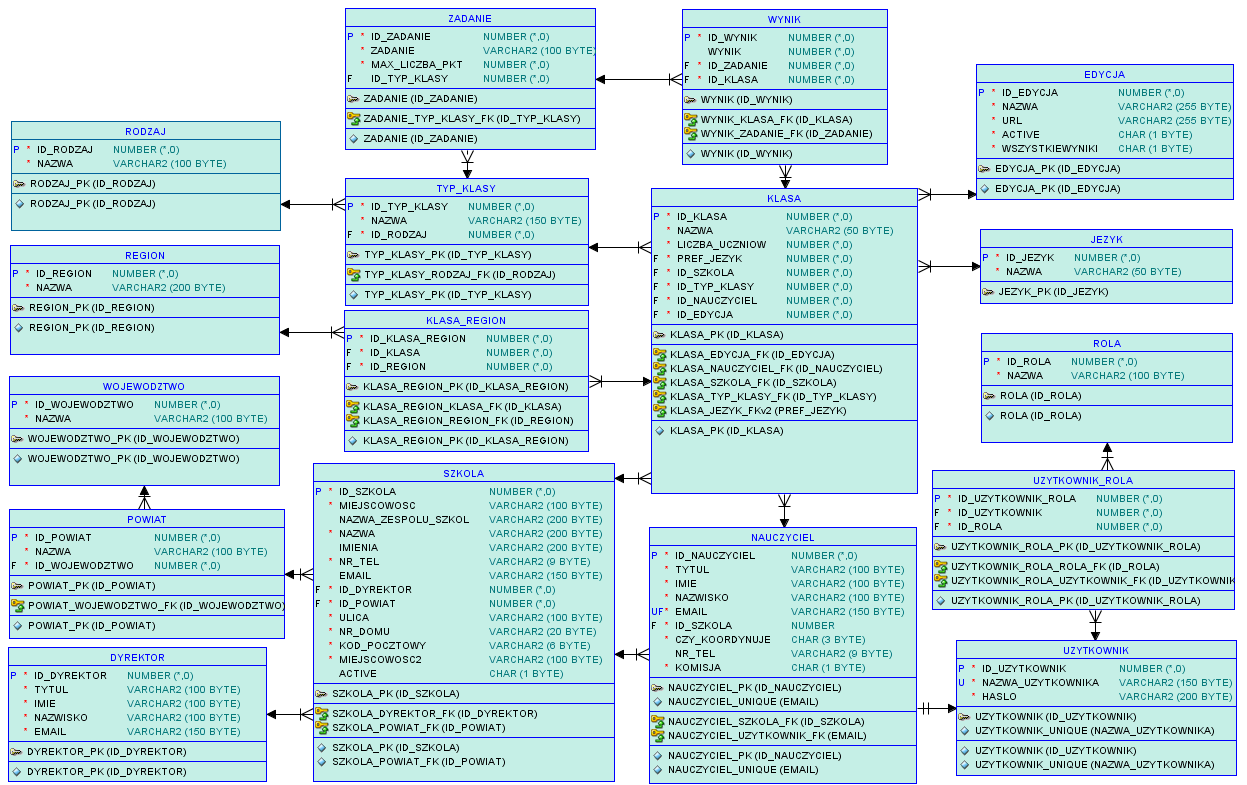 ZADANIE
P * ID_ZADANIE NUMBER (*,0)
* ZADANIE VARCHAR2 (100 BYTE)
* MAX_LICZBA_PKT NUMBER (*,0)
F ID_TYP_KLASY NUMBER (*,0)
ZADANIE (ID_ZADANIE)
ZADANIE_TYP_KLASY_FK (ID_TYP_KLASY)
ZADANIE (ID_ZADANIE)
WYNIK
P * ID_WYNIK NUMBER (*,0)
WYNIK NUMBER (*,0)
F * ID_ZADANIE NUMBER (*,0)
F * ID_KLASA NUMBER (*,0)
WYNIK (ID_WYNIK)
WYNIK_KLASA_FK (ID_KLASA)
WYNIK_ZADANIE_FK (ID_ZADANIE)
WYNIK (ID_WYNIK)
EDYCJA
P * ID_EDYCJA NUMBER (*,0)
* NAZWA VARCHAR2 (255 BYTE)
* URL VARCHAR2 (255 BYTE)
* ACTIVE CHAR (1 BYTE)
* WSZYSTKIEWYNIKI CHAR (1 BYTE)
EDYCJA_PK (ID_EDYCJA)
EDYCJA_PK (ID_EDYCJA)
RODZAJ
P * ID_RODZAJ NUMBER (*,0)
* NAZWA VARCHAR2 (100 BYTE)
RODZAJ_PK (ID_RODZAJ)
RODZAJ_PK (ID_RODZAJ)
TYP_KLASY
P * ID_TYP_KLASY NUMBER (*,0)
* NAZWA VARCHAR2 (150 BYTE)
F * ID_RODZAJ NUMBER (*,0)
TYP_KLASY_PK (ID_TYP_KLASY)
TYP_KLASY_RODZAJ_FK (ID_RODZAJ)
TYP_KLASY_PK (ID_TYP_KLASY)
KLASA
P * ID_KLASA NUMBER (*,0)
* NAZWA VARCHAR2 (50 BYTE)
* LICZBA_UCZNIOW NUMBER (*,0)
F * PREF_JEZYK NUMBER (*,0)
F * ID_SZKOLA NUMBER (*,0)
F * ID_TYP_KLASY NUMBER (*,0)
F * ID_NAUCZYCIEL NUMBER (*,0)
F * ID_EDYCJA NUMBER (*,0)
KLASA_PK (ID_KLASA)
KLASA_EDYCJA_FK (ID_EDYCJA)
KLASA_NAUCZYCIEL_FK (ID_NAUCZYCIEL)
KLASA_SZKOLA_FK (ID_SZKOLA)
KLASA_TYP_KLASY_FK (ID_TYP_KLASY)
KLASA_JEZYK_FKv2 (PREF_JEZYK)
KLASA_PK (ID_KLASA)
JEZYK
P * ID_JEZYK NUMBER (*,0)
* NAZWA VARCHAR2 (50 BYTE)
JEZYK_PK (ID_JEZYK)
REGION
P * ID_REGION NUMBER (*,0)
* NAZWA VARCHAR2 (200 BYTE)
REGION_PK (ID_REGION)
REGION_PK (ID_REGION)
KLASA_REGION
P * ID_KLASA_REGION NUMBER (*,0)
F * ID_KLASA NUMBER (*,0)
F * ID_REGION NUMBER (*,0)
KLASA_REGION_PK (ID_KLASA_REGION)
KLASA_REGION_KLASA_FK (ID_KLASA)
KLASA_REGION_REGION_FK (ID_REGION)
KLASA_REGION_PK (ID_KLASA_REGION)
ROLA
P * ID_ROLA NUMBER (*,0)
* NAZWA VARCHAR2 (100 BYTE)
ROLA (ID_ROLA)
ROLA (ID_ROLA)
WOJEWODZTWO
P * ID_WOJEWODZTWO NUMBER (*,0)
* NAZWA VARCHAR2 (100 BYTE)
WOJEWODZTWO_PK (ID_WOJEWODZTWO)
WOJEWODZTWO_PK (ID_WOJEWODZTWO)
POWIAT
P * ID_POWIAT NUMBER (*,0)
* NAZWA VARCHAR2 (100 BYTE)
F * ID_WOJEWODZTWO NUMBER (*,0)
POWIAT_PK (ID_POWIAT)
POWIAT_WOJEWODZTWO_FK (ID_WOJEWODZTWO)
POWIAT_PK (ID_POWIAT)
SZKOLA
P * ID_SZKOLA NUMBER (*,0)
* MIEJSCOWOSC VARCHAR2 (100 BYTE)
NAZWA_ZESPOLU_SZKOL VARCHAR2 (200 BYTE)
* NAZWA VARCHAR2 (200 BYTE)
IMIENIA VARCHAR2 (200 BYTE)
* NR_TEL VARCHAR2 (9 BYTE)
EMAIL VARCHAR2 (150 BYTE)
F * ID_DYREKTOR NUMBER (*,0)
F * ID_POWIAT NUMBER (*,0)
* ULICA VARCHAR2 (100 BYTE)
* NR_DOMU VARCHAR2 (20 BYTE)
* KOD_POCZTOWY VARCHAR2 (6 BYTE)
* MIEJSCOWOSC2 VARCHAR2 (100 BYTE)
ACTIVE CHAR (1 BYTE)
SZKOLA_PK (ID_SZKOLA)
SZKOLA_DYREKTOR_FK (ID_DYREKTOR)
SZKOLA_POWIAT_FK (ID_POWIAT)
SZKOLA_PK (ID_SZKOLA)
SZKOLA_POWIAT_FK (ID_POWIAT)
NAUCZYCIEL
P * ID_NAUCZYCIEL NUMBER (*,0)
* TYTUL VARCHAR2 (100 BYTE)
* IMIE VARCHAR2 (100 BYTE)
* NAZWISKO VARCHAR2 (100 BYTE)
UF * EMAIL VARCHAR2 (150 BYTE)
F * ID_SZKOLA NUMBER
* CZY_KOORDYNUJE CHAR (3 BYTE)
NR_TEL VARCHAR2 (9 BYTE)
* KOMISJA CHAR (1 BYTE)
NAUCZYCIEL_PK (ID_NAUCZYCIEL)
NAUCZYCIEL_UNIQUE (EMAIL)
NAUCZYCIEL_SZKOLA_FK (ID_SZKOLA)
NAUCZYCIEL_UZYTKOWNIK_FK (EMAIL)
NAUCZYCIEL_PK (ID_NAUCZYCIEL)
NAUCZYCIEL_UNIQUE (EMAIL)
UZYTKOWNIK_ROLA
P * ID_UZYTKOWNIK_ROLA NUMBER (*,0)
F * ID_UZYTKOWNIK NUMBER (*,0)
F * ID_ROLA NUMBER (*,0)
UZYTKOWNIK_ROLA_PK (ID_UZYTKOWNIK_ROLA)
UZYTKOWNIK_ROLA_ROLA_FK (ID_ROLA)
UZYTKOWNIK_ROLA_UZYTKOWNIK_FK (ID_UZYTKOWNIK
UZYTKOWNIK_ROLA_PK (ID_UZYTKOWNIK_ROLA)
DYREKTOR
P * ID_DYREKTOR NUMBER (*,0)
* TYTUL VARCHAR2 (100 BYTE)
* IMIE VARCHAR2 (100 BYTE)
* NAZWISKO VARCHAR2 (100 BYTE)
* EMAIL VARCHAR2 (150 BYTE)
DYREKTOR_PK (ID_DYREKTOR)
DYREKTOR_PK (ID_DYREKTOR)
UZYTKOWNIK
P * ID_UZYTKOWNIK NUMBER (*,0)
U * NAZWA_UZYTKOWNIKA VARCHAR2 (150 BYTE)
* HASLO VARCHAR2 (200 BYTE)
UZYTKOWNIK (ID_UZYTKOWNIK)
UZYTKOWNIK_UNIQUE (NAZWA_UZYTKOWNIKA)
UZYTKOWNIK (ID_UZYTKOWNIK)
UZYTKOWNIK_UNIQUE (NAZWA_UZYTKOWNIKA)